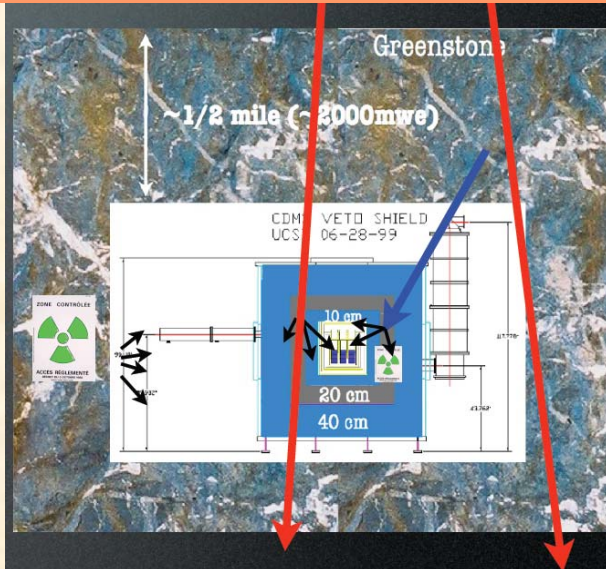 Greenstone
~1/2 mile (~2000mwe)
CDMS VETO SHIELD
UCSB 06-28-99
10 cm
ZONE CONTRÔLÉE
ACCES RÉGLEMENTÉ
20 cm
40 cm